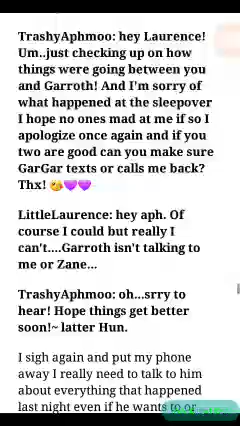 TrashyAphmoo: hey Laurence!
Um..just checking up on how
things were going between you
and Garroth! And I'm sorry of
what happened at the sleepover
I hope no ones mad at me if so I
apologize once again and if you
two are good can you make sure
GarGar texts or calls me back?
Thx! 😘💜💜
LittleLaurence: hey aph. Of
course I could but really I
can't....Garroth isn't talking to
me or Zane...
TrashyAphmoo: oh...srry to
hear! Hope things get better
soon!~ latter Hun.
I sigh again and put my phone
away I really need to talk to him
about everything that happened
last night even if he wants to or